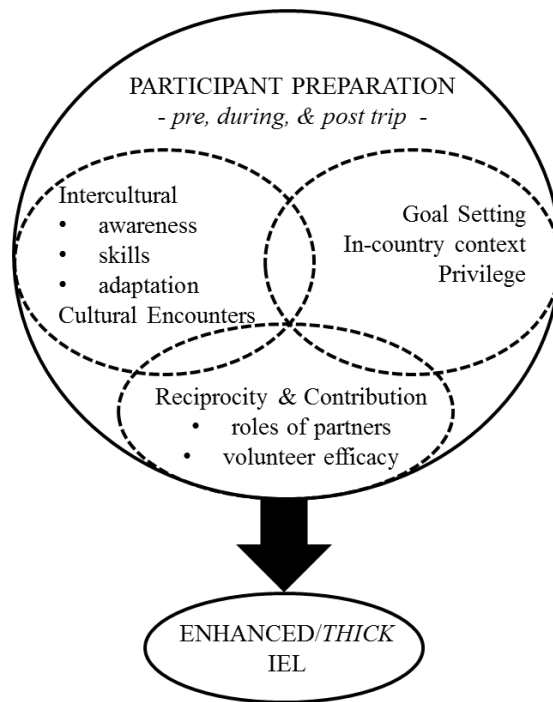 PARTICIPANT PREPARATION
- pre, during, & post trip -
Intercultural
• awareness
• skills
• adaptation
Cultural Encounters
Goal Setting
In-country context
Privilege
Reciprocity & Contribution
• roles of partners
• volunteer efficacy
ENHANCED/THICK
IEL